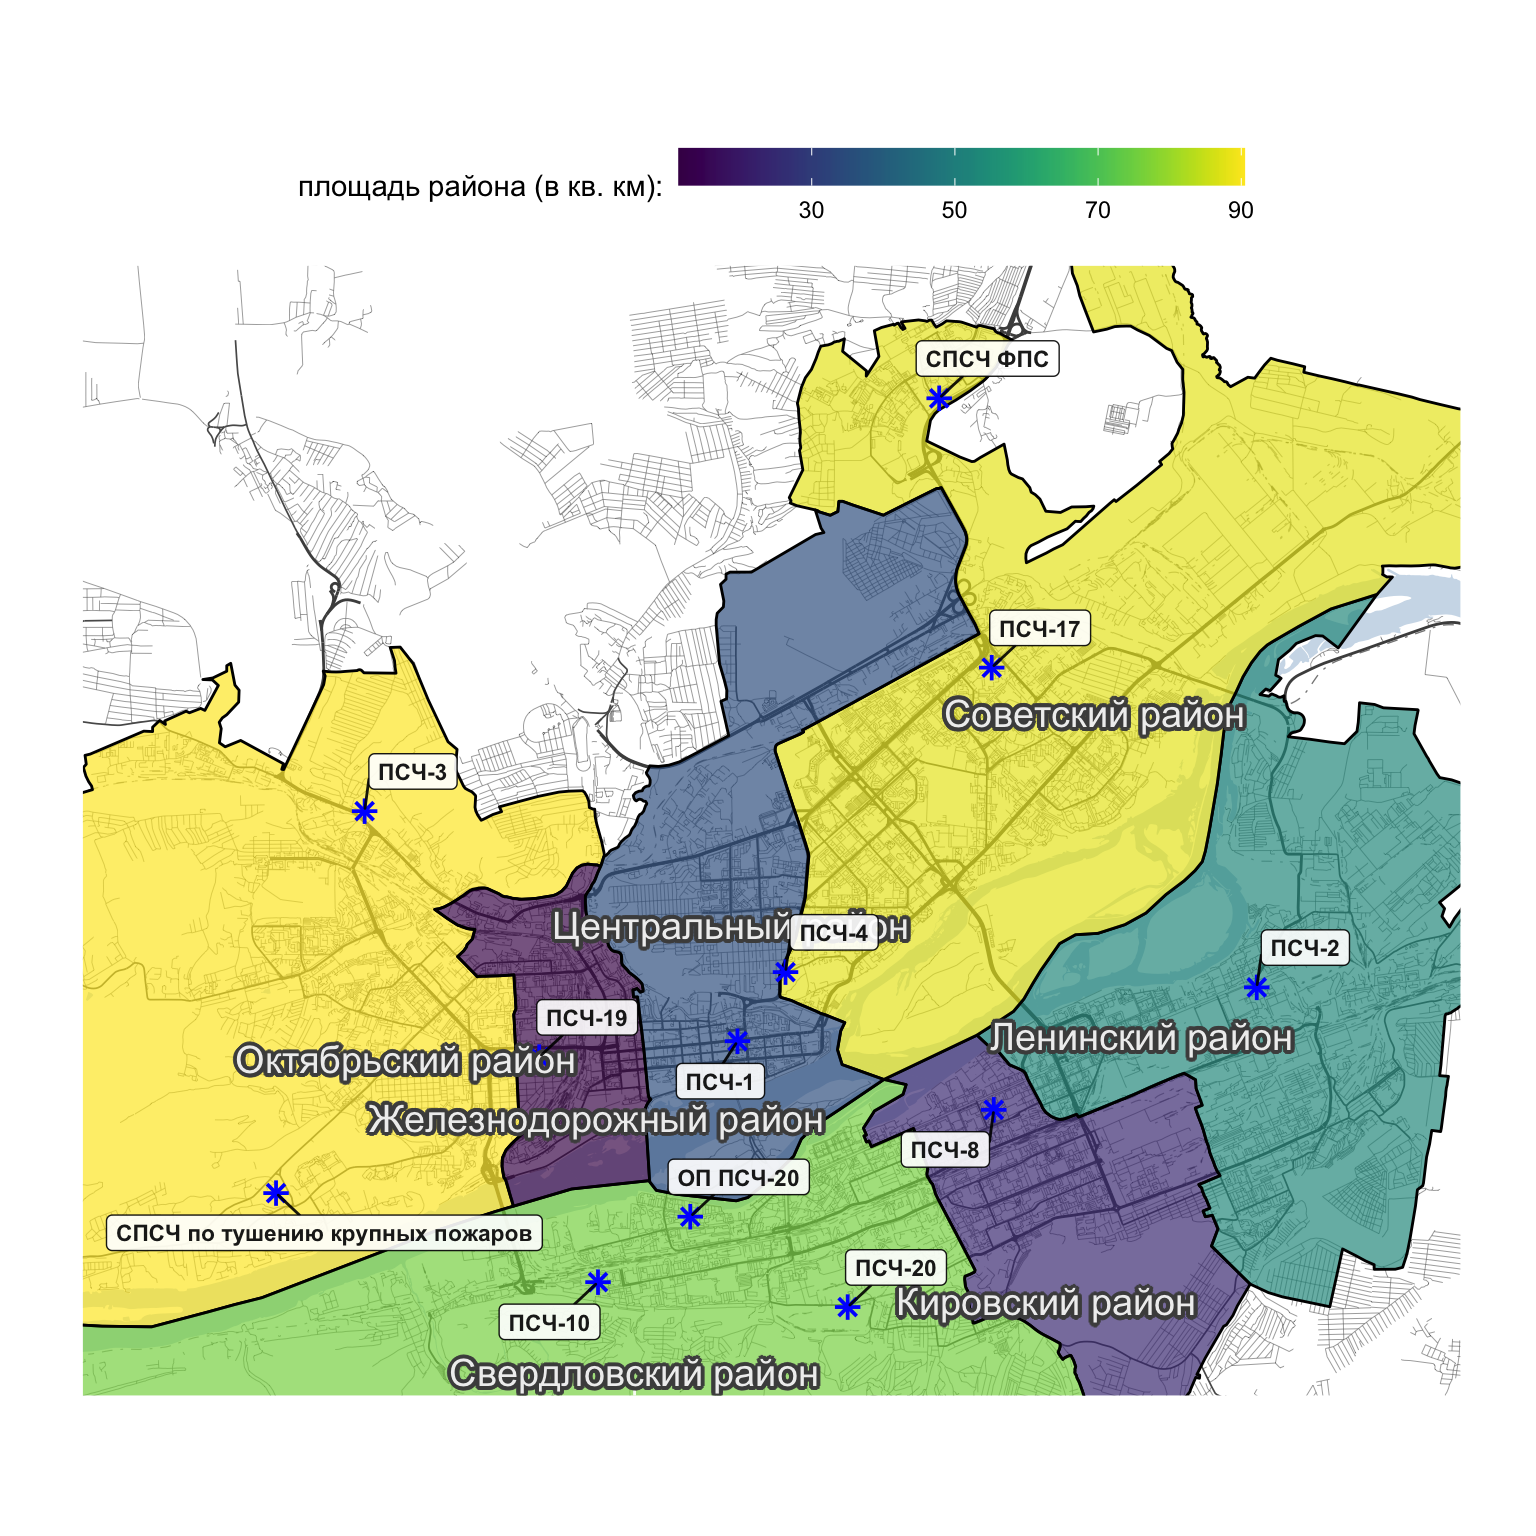 площадь района (в кв. км):
30 50 70 90
СПСЧ ФПС
ПСЧ-17
Советский район
ПСЧ-3
Центральный район
ПСЧ-4
ПСЧ-2
ПСЧ-19
Ленинский район
Октябрьский район
ПСЧ-1
Железнодорожный район
ПСЧ-8
ОП ПСЧ-20
СПСЧ по тушению крупных пожаров
ПСЧ-20
Кировский район
ПСЧ-10
Свердловский район